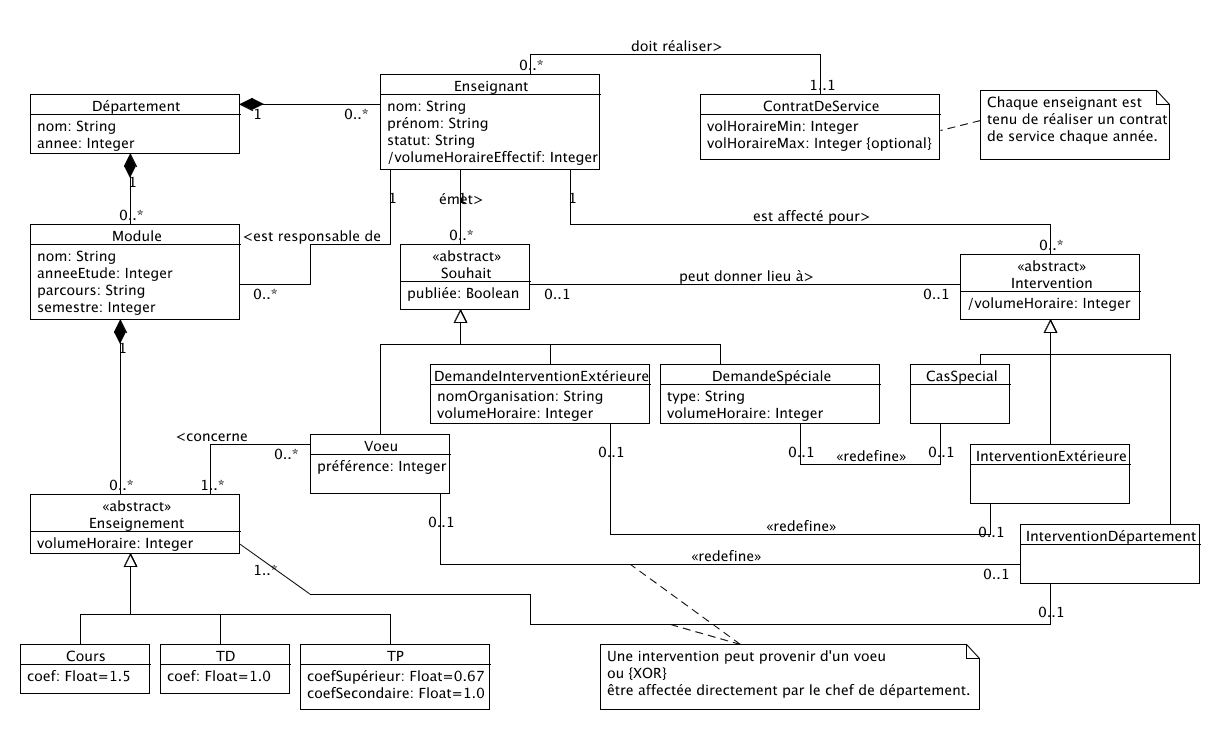 doit réaliser>
0..*
1..1
Département
nom: String
annee: Integer
1
0..*
Enseignant
nom: String
prénom: String
statut: String
/volumeHoraireEffectif: Integer
ContratDeService
volHoraireMin: Integer
volHoraireMax: Integer {optional}
Chaque enseignant est
tenu de réaliser un contrat
de service chaque année.
1
0..*
1
émet>
1
1
<est responsable de
0..*
0..*
est affecté pour>
0..*
Module
nom: String
anneeEtude: Integer
parcours: String
semestre: Integer
«abstract»
Souhait
publiée: Boolean
peut donner lieu à>
0..1
0..1
«abstract»
Intervention
/volumeHoraire: Integer
1
DemandeInterventionExtérieure
nomOrganisation: String
volumeHoraire: Integer
DemandeSpéciale
type: String
volumeHoraire: Integer
CasSpecial
<concerne
0..*
Voeu
préférence: Integer
0..1
0..1
«redefine»
0..1
InterventionExtérieure
0..*
1..*
«abstract»
Enseignement
volumeHoraire: Integer
0..1
«redefine»
0..1
InterventionDépartement
«redefine»
0..1
1..*
0..1
Cours
coef: Float=1.5
TD
coef: Float=1.0
TP
coefSupérieur: Float=0.67
coefSecondaire: Float=1.0
Une intervention peut provenir d'un voeu
ou {XOR}
être affectée directement par le chef de département.